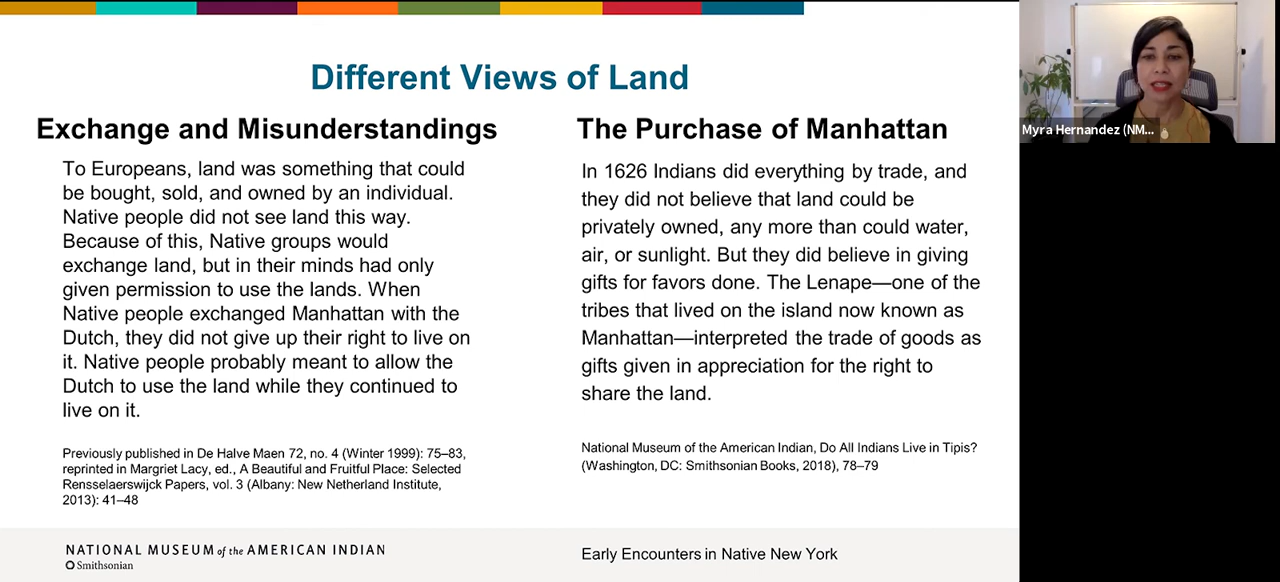 Different Views of Land
Exchange and Misunderstandings
To Europeans, land was something that could
be bought, sold, and owned by an individual.
Native people did not see land this way.
Because of this, Native groups would
exchange land, but in their minds had only
given permission to use the lands. When
Native people exchanged Manhattan with the
Dutch, they did not give up their right to live on
it. Native people probably meant to allow the
Dutch to use the land while they continued to
live on it.
Previously published in De Halve Maen 72, no. 4 (Winter 1999): 75–83,
reprinted in Margriet Lacy, ed., A Beautiful and Fruitful Place: Selected
Rensselaerswijck Papers, vol. 3 (Albany: New Netherland Institute,
2013): 41–48
The Purchase of Manhattan
In 1626 Indians did everything by trade, and
they did not believe that land could be
privately owned, any more than could water,
air, or sunlight. But they did believe in giving
gifts for favors done. The Lenape—one of the
tribes that lived on the island now known as
Manhattan—interpreted the trade of goods as
gifts given in appreciation for the right to
share the land.
National Museum of the American Indian, Do All Indians Live in Tipis?
(Washington, DC: Smithsonian Books, 2018), 78–79
NATIONAL MUSEUM of the AMERICAN INDIAN
Smithsonian
Early Encounters in Native New York
Myra Hernandez (NM...